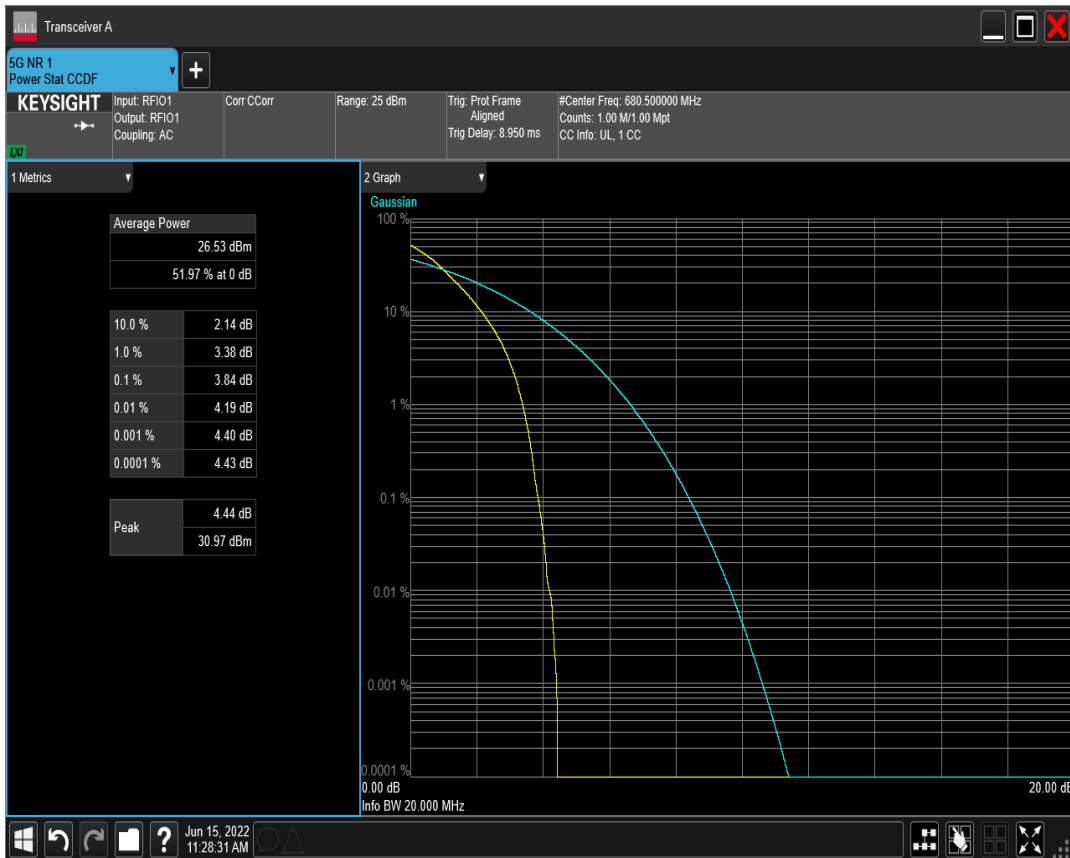 Transceiver A
5G NR 1
Power Stat CCDF
KEYSIGHT
LXI
Input: RFIO1
Output: RFIO1
Coupling: AC
Corr CCorr
Range: 25 dBm
Trig: Prot Frame
Aligned
Trig Delay: 8.950 ms
#Center Freq: 680.500000 MHz
Counts: 1.00 M/1.00 Mpt
CC Info: UL, 1 CC
1 Metrics
Average Power
26.53 dBm
51.97 % at 0 dB
10.0 % 2.14 dB
1.0 % 3.38 dB
0.1 % 3.84 dB
0.01 % 4.19 dB
0.001 % 4.40 dB
0.0001 % 4.43 dB
Peak 4.44 dB
30.97 dBm
2 Graph
Gaussian
100 %
10 %
1 %
0.1 %
0.01 %
0.001 %
0.0001 %
0.00 dB 20.00 dB
Info BW 20.000 MHz
? Jun 15, 2022
11:28:31 AM